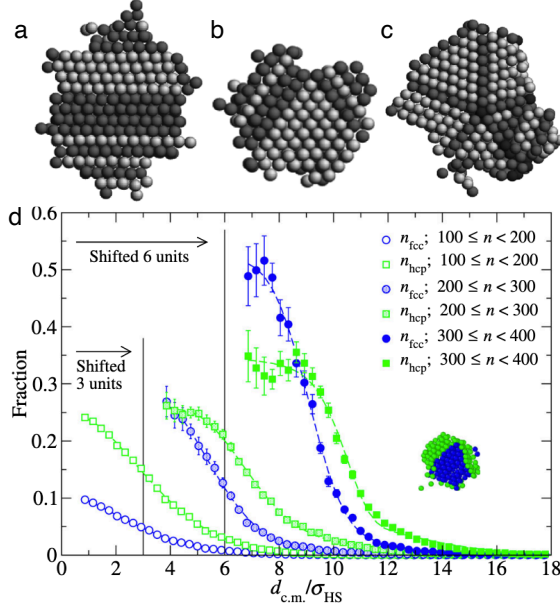 a
b
c
d
0.6
0.5
0.4
0.3
0.2
0.1
0
Fraction
Shifted 6 units
Shifted
3 units
n_fcc; 100 ≤ n < 200
n_hcp; 100 ≤ n < 200
n_fcc; 200 ≤ n < 300
n_hcp; 200 ≤ n < 300
n_fcc; 300 ≤ n < 400
n_hcp; 300 ≤ n < 400
0 2 4 6 8 10 12 14 16 18
d_c.m./σ_HS